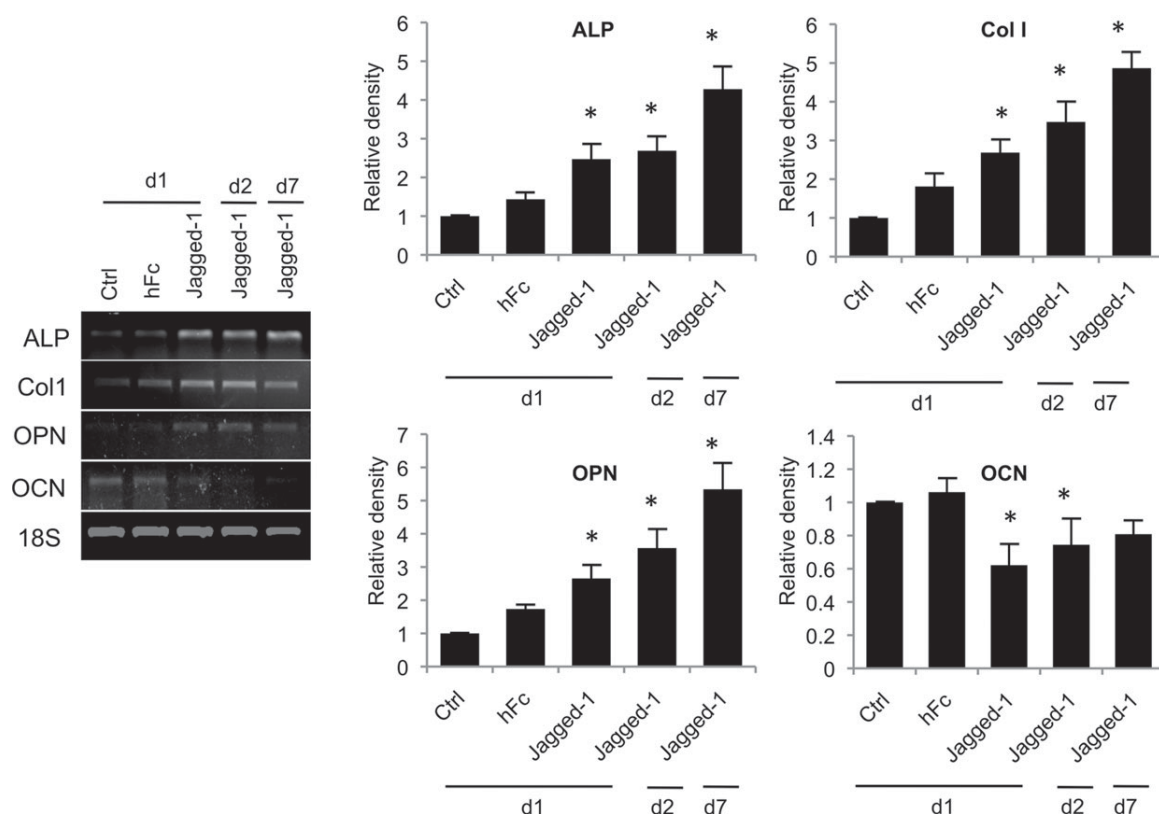 d1 d2 d7
Ctrl
hFc
Jagged-1
Jagged-1
Jagged-1
ALP
Col1
OPN
OCN
18S
ALP
Relative density
6
5
4
3
2
1
0
*
*
*
Ctrl
hFc
Jagged-1
Jagged-1
Jagged-1
d1 d2 d7
Col I
Relative density
6
5
4
3
2
1
0
*
*
*
Ctrl
hFc
Jagged-1
Jagged-1
Jagged-1
d1 d2 d7
OPN
Relative density
7
6
5
4
3
2
1
0
*
*
*
Ctrl
hFc
Jagged-1
Jagged-1
Jagged-1
d1 d2 d7
OCN
Relative density
1.4
1.2
1
0.8
0.6
0.4
0.2
0
*
*
Ctrl
hFc
Jagged-1
Jagged-1
Jagged-1
d1 d2 d7